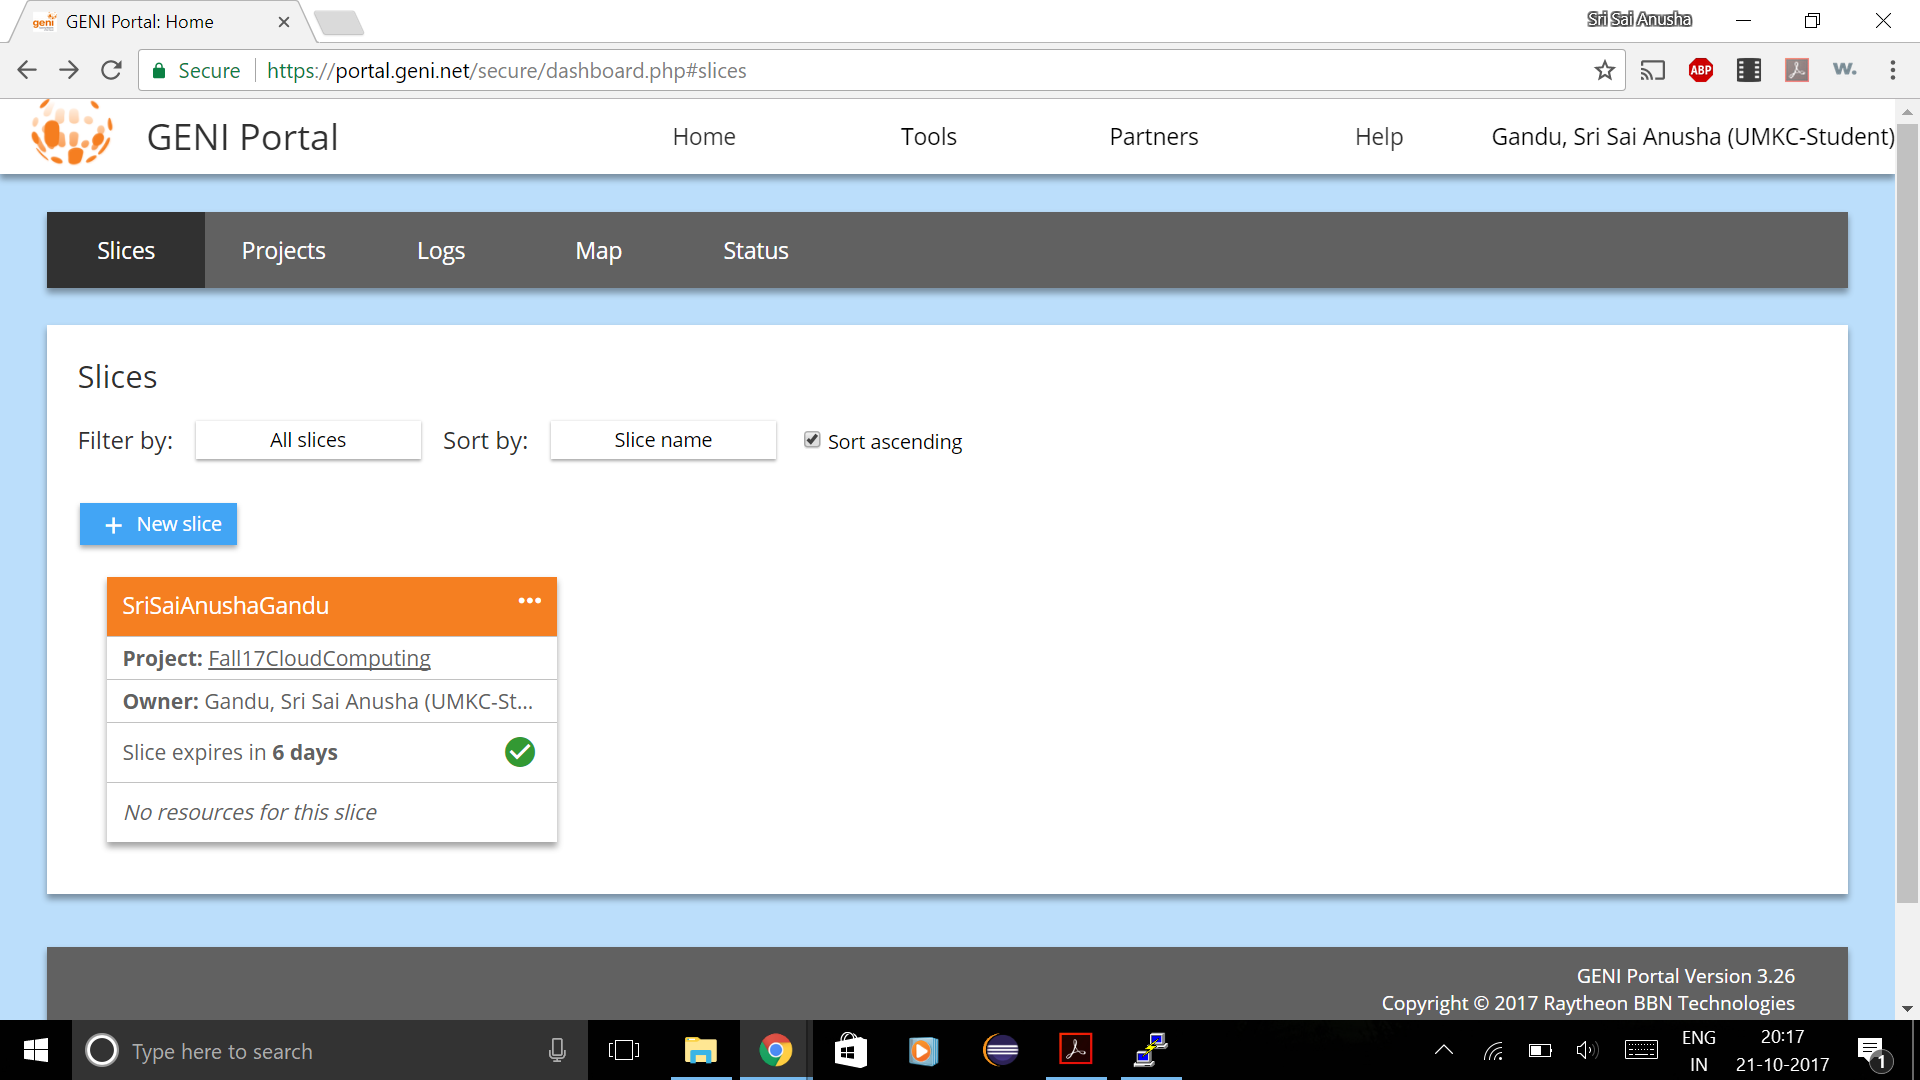 geni
GENI Portal: Home
Sri Sai Anusha
Secure
https://portal.geni.net/secure/dashboard.php#slices
ABP
w.
GENI Portal
Home
Tools
Partners
Help
Gandu, Sri Sai Anusha (UMKC-Student)
Slices
Projects
Logs
Map
Status
Slices
Filter by:
All slices
Sort by:
Slice name
Sort ascending
+ New slice
SriSaiAnushaGandu
Project: Fall17CloudComputing
Owner: Gandu, Sri Sai Anusha (UMKC-St...
Slice expires in 6 days
No resources for this slice
GENI Portal Version 3.26
Copyright © 2017 Raytheon BBN Technologies
Type here to search
ENG
IN
20:17
21-10-2017
1